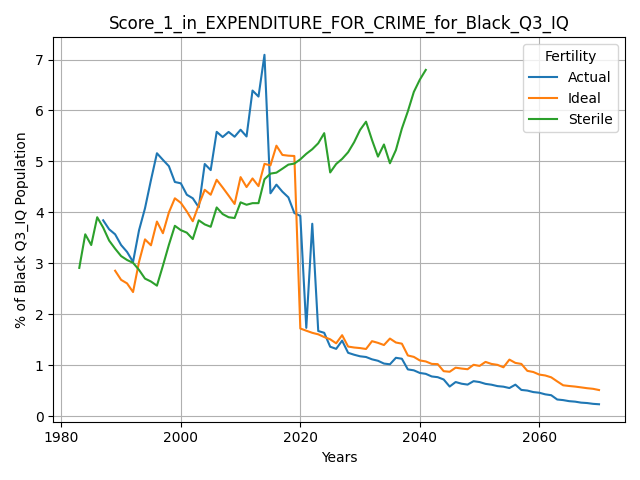 Score_1_in_EXPENDITURE_FOR_CRIME_for_Black_Q3_IQ
Fertility
Actual
Ideal
Sterile
% of Black Q3_IQ Population
7
6
5
4
3
2
1
0
1980 2000 2020 2040 2060
Years